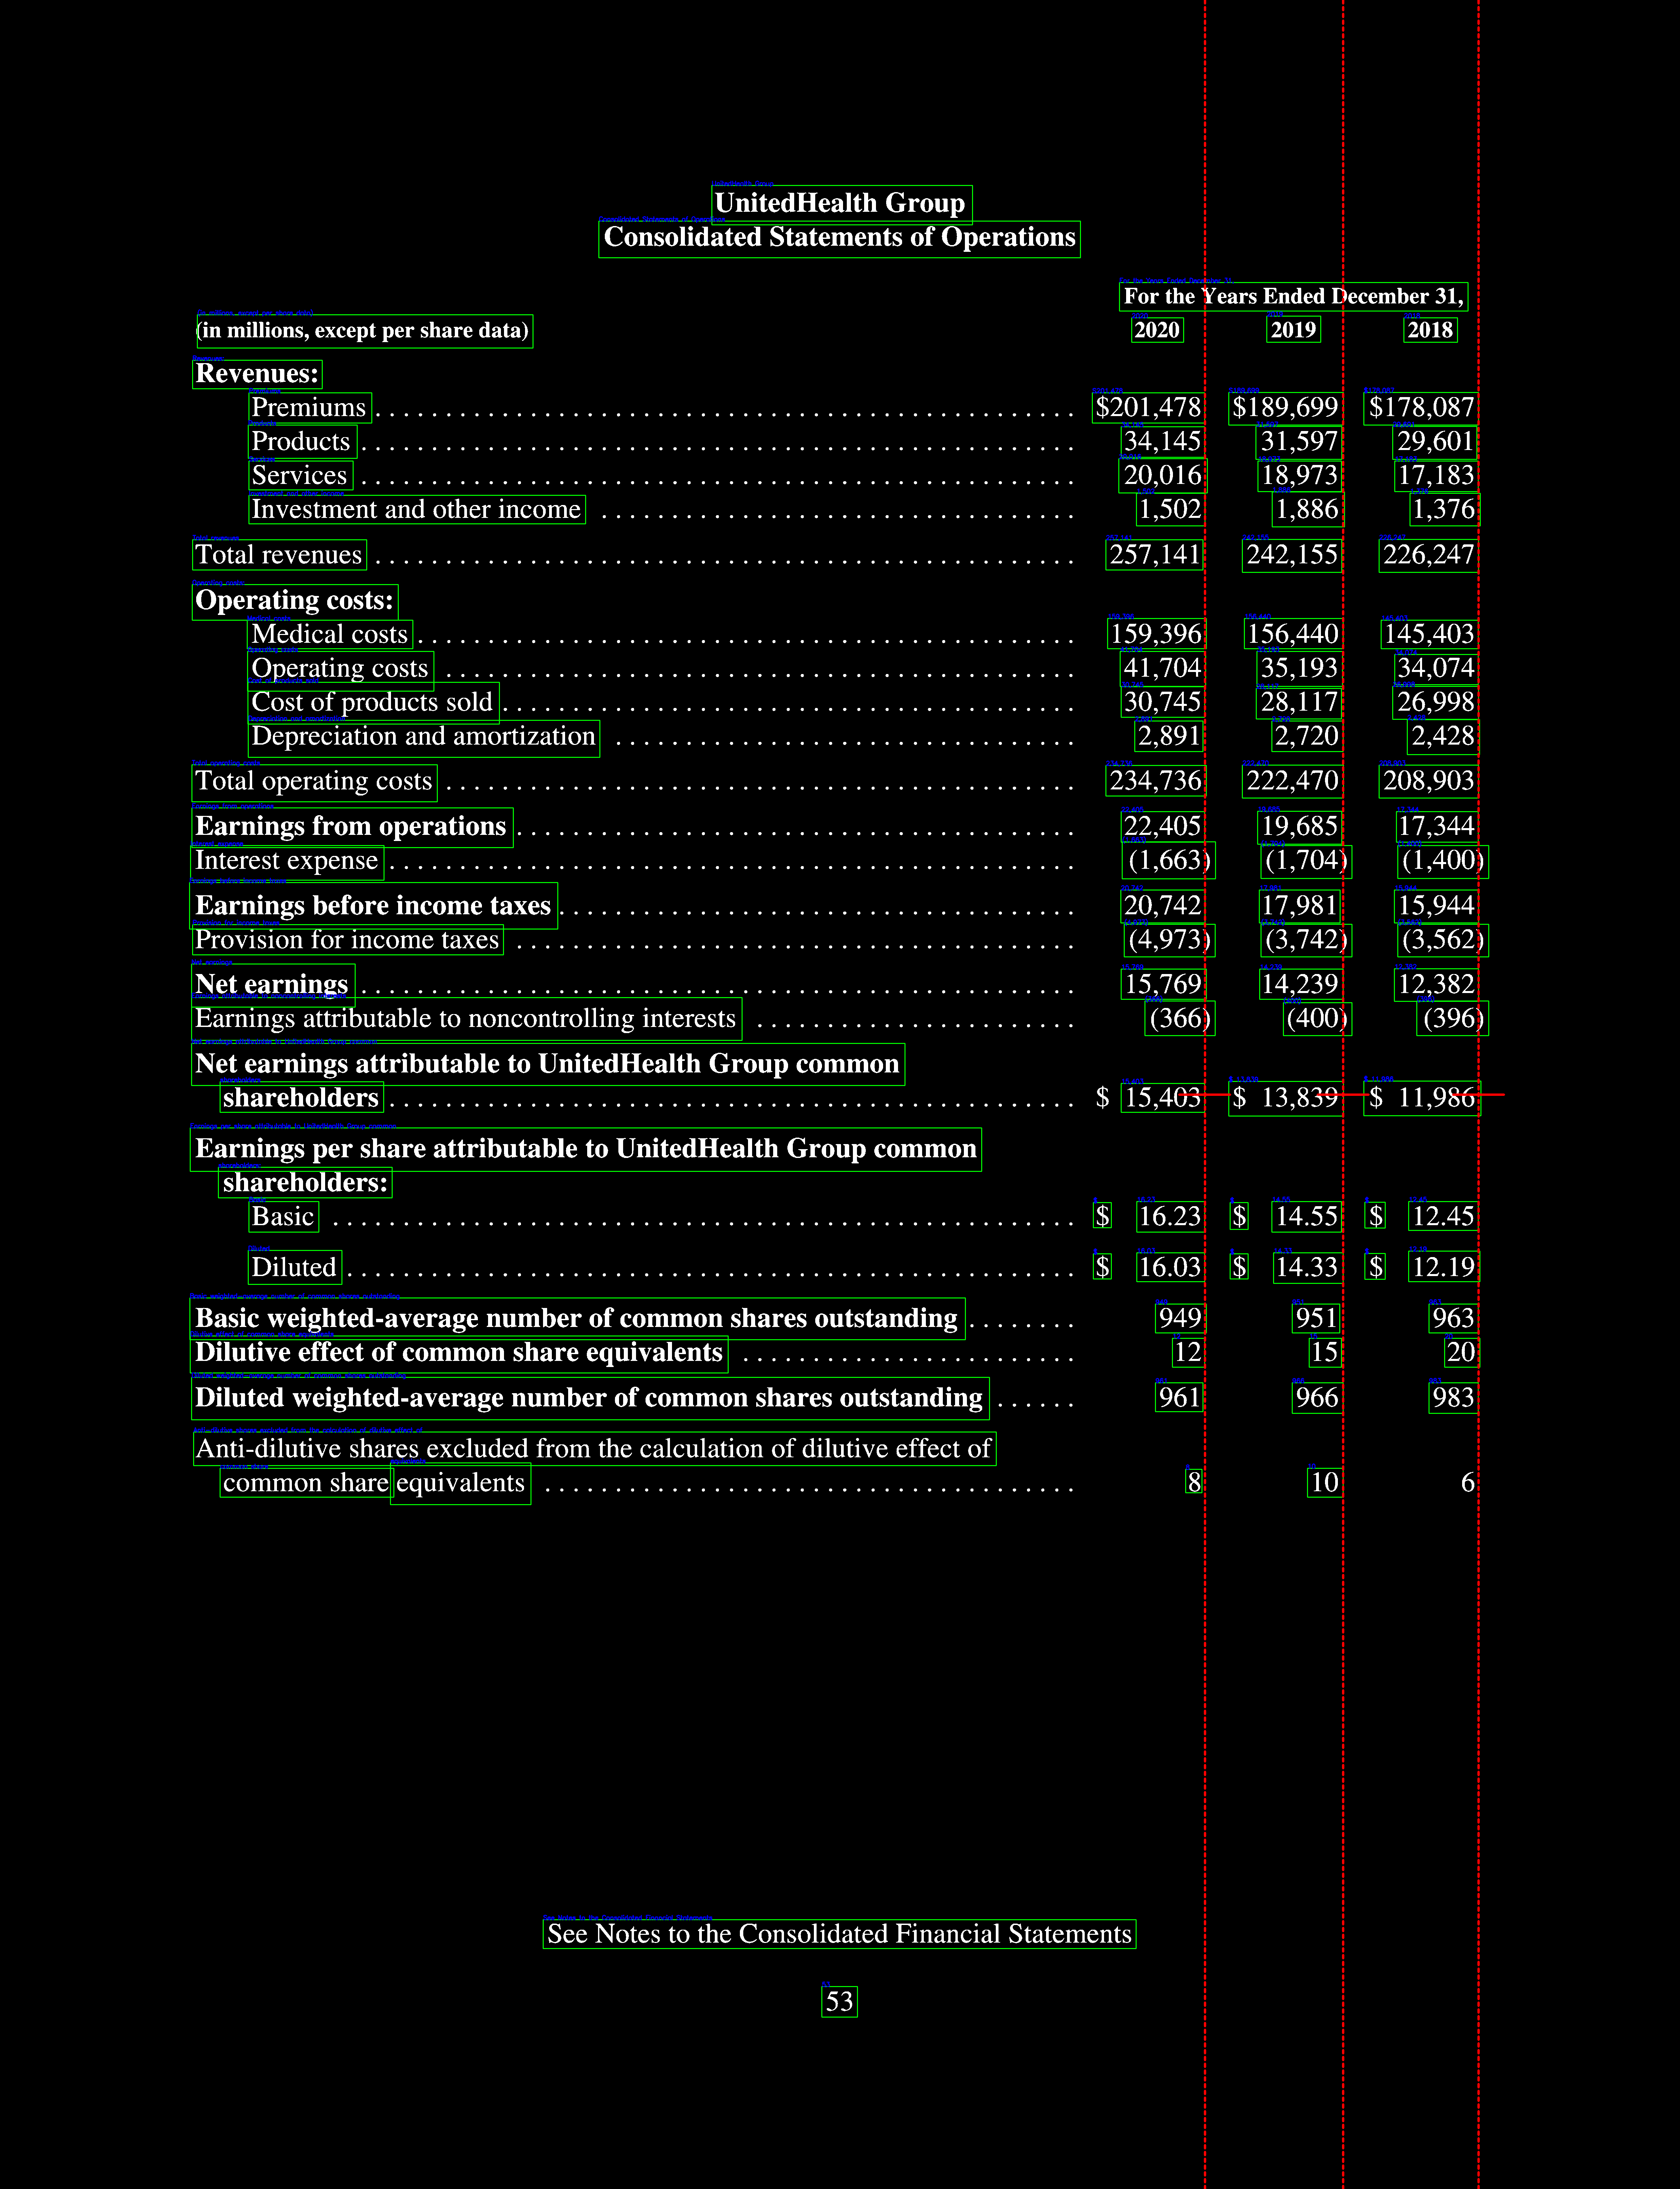 UnitedHealth Group
Consolidated Statements of Operations
For the Years Ended December 31,
(in millions, except per share data) 2020 2019 2018
Revenues:
Premiums $201,478 $189,699 $178,087
Products 34,145 31,597 29,601
Services 20,016 18,973 17,183
Investment and other income 1,502 1,886 1,376
Total revenues 257,141 242,155 226,247
Operating costs:
Medical costs 159,396 156,440 145,403
Operating costs 41,704 35,193 34,074
Cost of products sold 30,745 28,117 26,998
Depreciation and amortization 2,891 2,720 2,428
Total operating costs 234,736 222,470 208,903
Earnings from operations 22,405 19,685 17,344
Interest expense (1,663) (1,704) (1,400)
Earnings before income taxes 20,742 17,981 15,944
Provision for income taxes (4,973) (3,742) (3,562)
Net earnings 15,769 14,239 12,382
Earnings attributable to noncontrolling interests (366) (400) (396)
Net earnings attributable to UnitedHealth Group common
shareholders $ 15,403 $ 13,839 $ 11,986
Earnings per share attributable to UnitedHealth Group common
shareholders:
Basic $ 16.23 $ 14.55 $ 12.45
Diluted $ 16.03 $ 14.33 $ 12.19
Basic weighted-average number of common shares outstanding 949 951 963
Dilutive effect of common share equivalents 12 15 20
Diluted weighted-average number of common shares outstanding 961 966 983
Anti-dilutive shares excluded from the calculation of dilutive effect of
common share equivalents 8 10 6
See Notes to the Consolidated Financial Statements
53